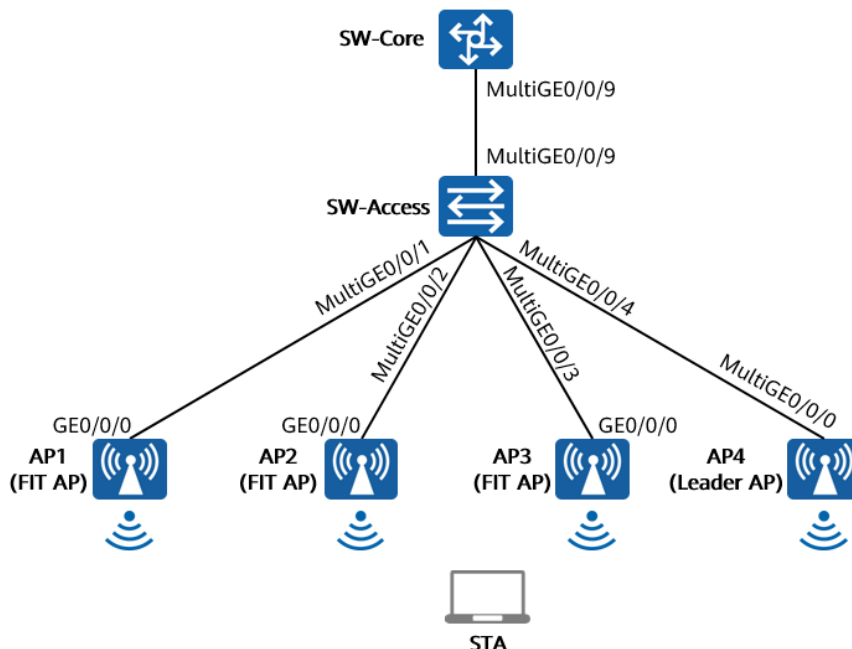 SW-Core
MultiGE0/0/9
MultiGE0/0/9
SW-Access
MultiGE0/0/1
MultiGE0/0/2
MultiGE0/0/3
MultiGE0/0/4
GE0/0/0
GE0/0/0
GE0/0/0
MultiGE0/0/0
AP1
(FIT AP)
AP2
(FIT AP)
AP3
(FIT AP)
AP4
(Leader AP)
STA